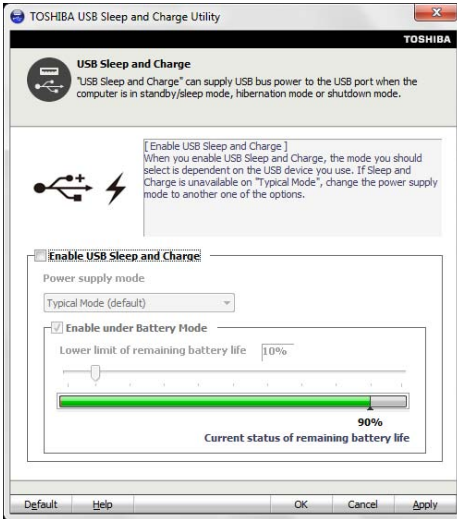 TOSHIBA USB Sleep and Charge Utility
TOSHIBA
USB Sleep and Charge
"USB Sleep and Charge" can supply USB bus power to the USB port when the
computer is in standby/sleep mode, hibernation mode or shutdown mode.
[ Enable USB Sleep and Charge ]
When you enable USB Sleep and Charge, the mode you should
select is dependent on the USB device you use. If Sleep and
Charge is unavailable on "Typical Mode", change the power supply
mode to another one of the options.
Enable USB Sleep and Charge
Power supply mode
Typical Mode (default)
Enable under Battery Mode
Lower limit of remaining battery life 10%
90%
Current status of remaining battery life
Default Help OK Cancel Apply